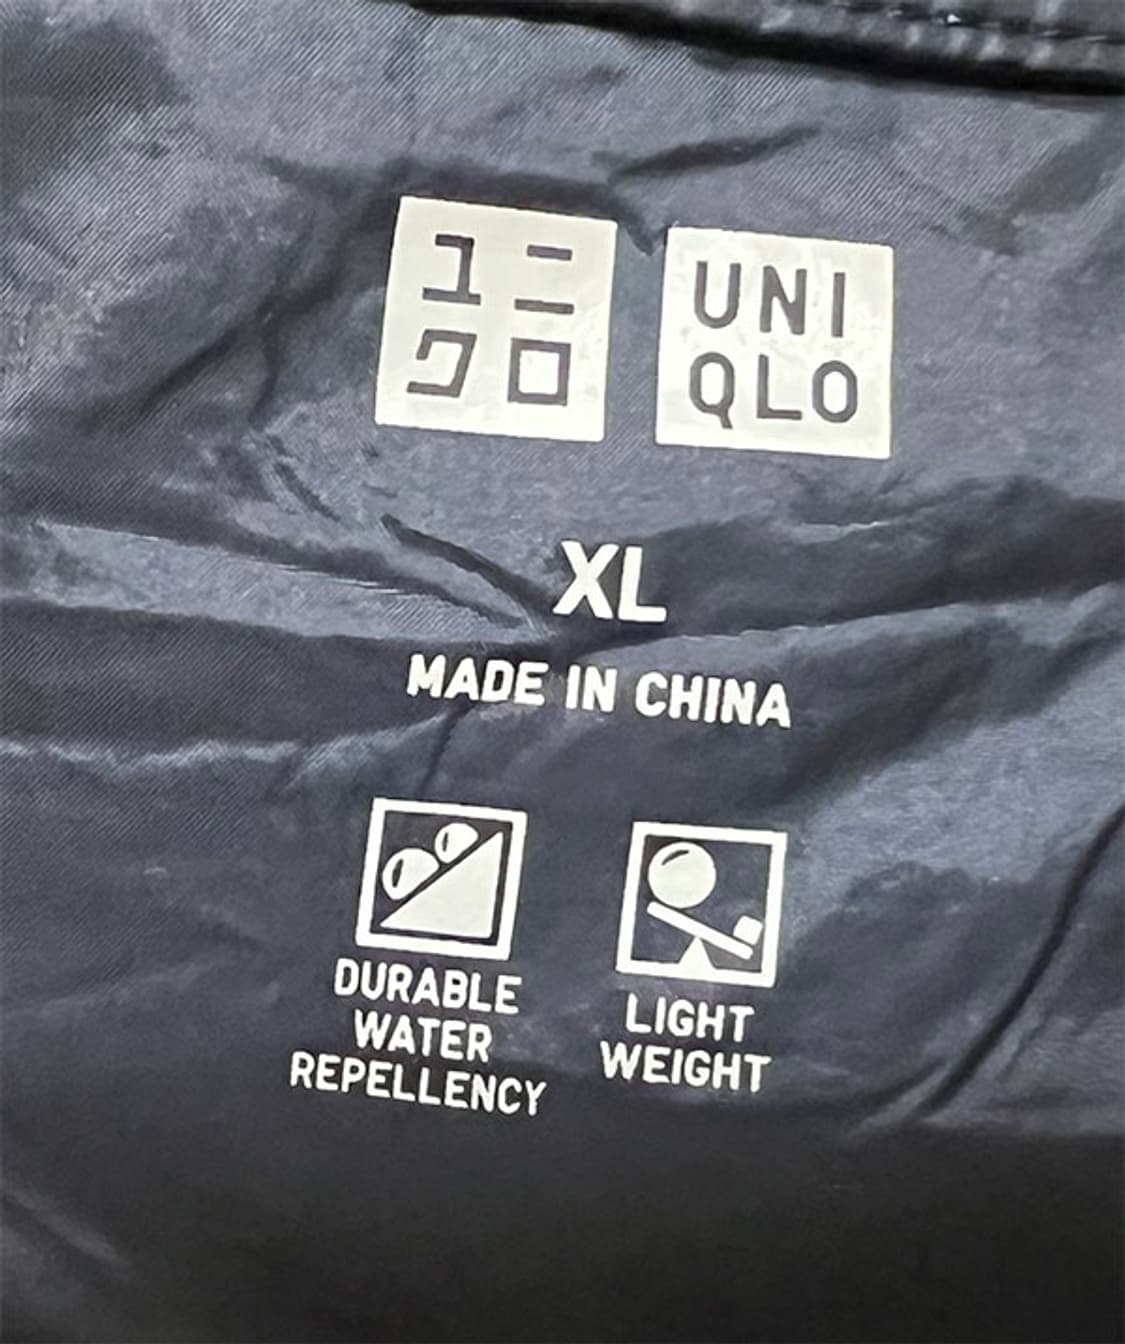 ユニ
クロ
UNI
QLO
XL
MADE IN CHINA
DURABLE
WATER
REPELLENCY
LIGHT
WEIGHT